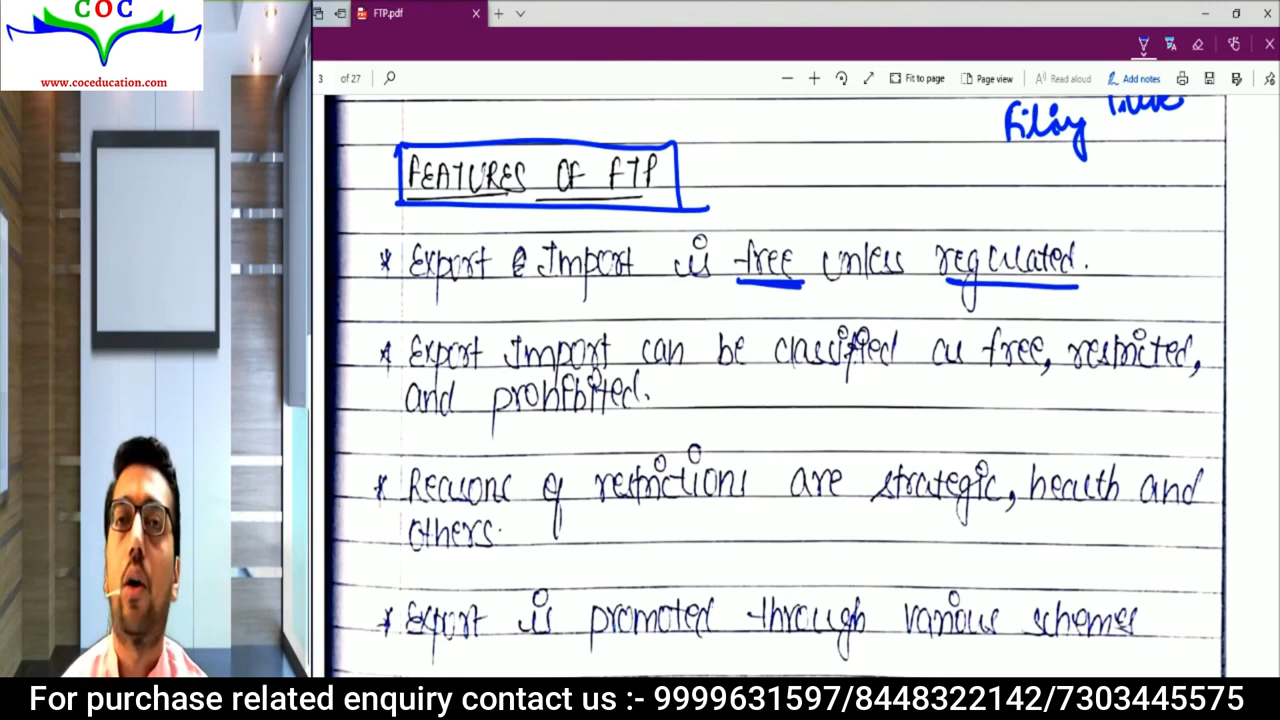 COC
www.coceducation.com
FTP.pdf
3 of 27
Fit to page
Page view
Read aloud
Add notes
Filing
FEATURES OF FTP
* Export & Import is free unless regulated.
* Export Import can be classified as free, restricted,
and prohibited.
* Reasons of restrictions are strategic, health and
others.
* Export is promoted through various schemes
For purchase related enquiry contact us :- 9999631597/8448322142/7303445575